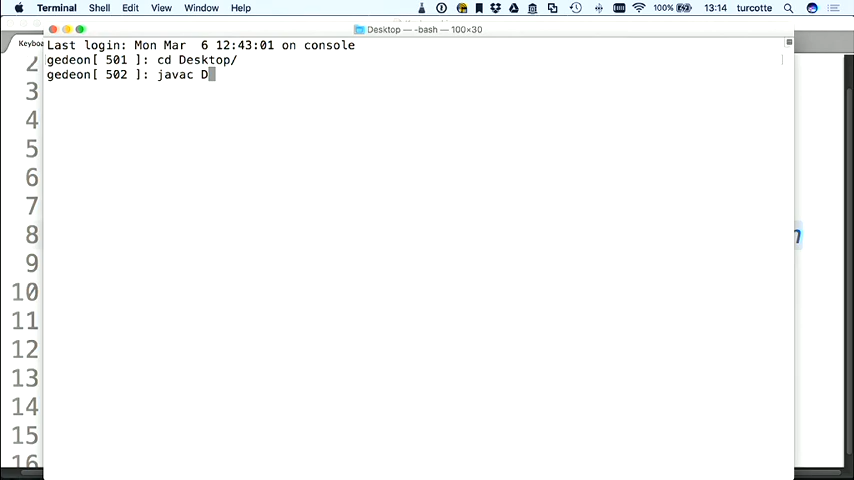 Terminal Shell Edit View Window Help 100% 13:14 turcotte
Desktop — -bash — 100×30
Keyboa
Last login: Mon Mar  6 12:43:01 on console
gedeon[ 501 ]: cd Desktop/
gedeon[ 502 ]: javac D
2
3
4
5
6
7
8
9
10
11
12
13
14
15
16